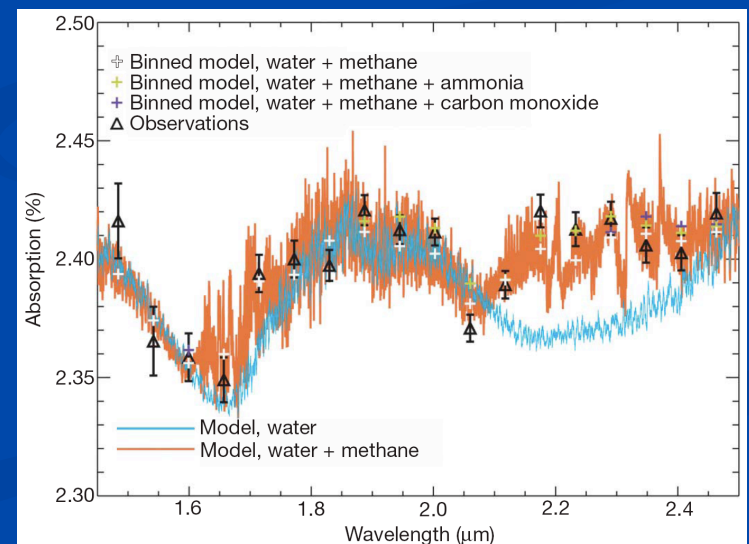 2.50
Binned model, water + methane
Binned model, water + methane + ammonia
Binned model, water + methane + carbon monoxide
Observations
2.45
Absorption (%)
2.40
2.35
Model, water
Model, water + methane
2.30
1.6 1.8 2.0 2.2 2.4
Wavelength (μm)